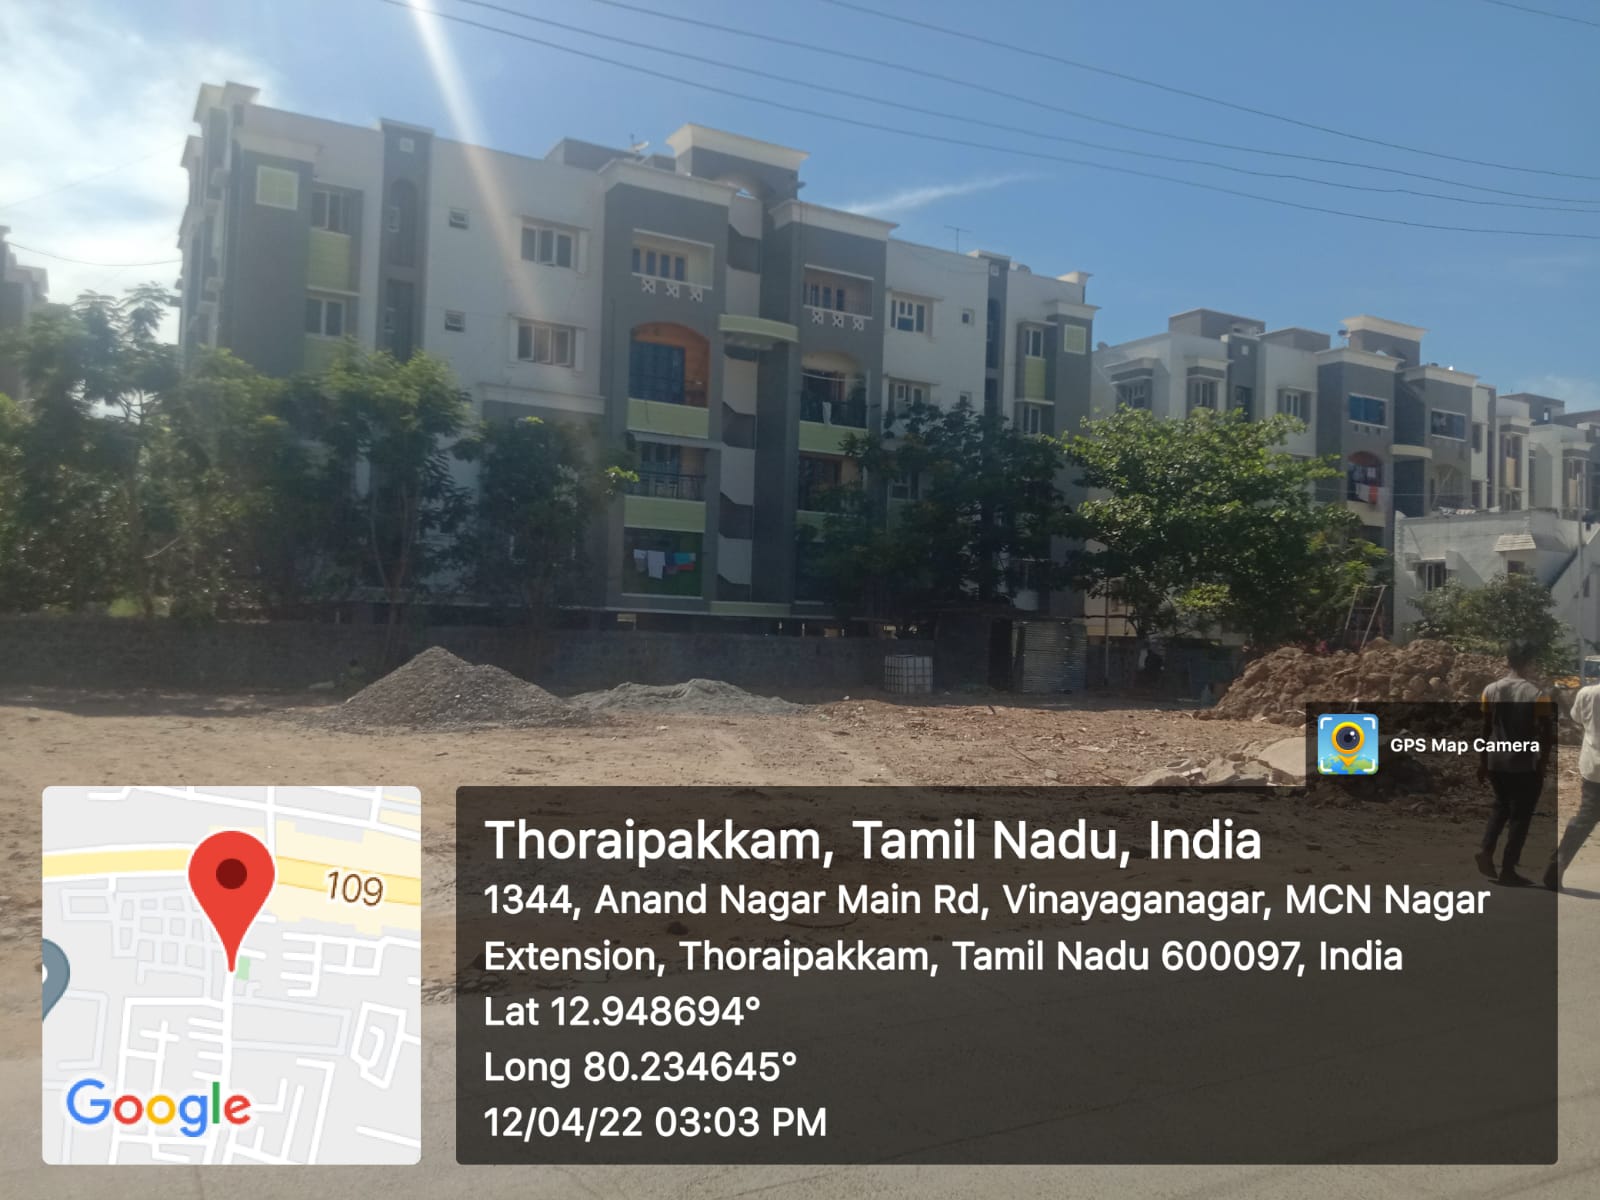 GPS Map Camera
Thoraipakkam, Tamil Nadu, India
1344, Anand Nagar Main Rd, Vinayaganagar, MCN Nagar
Extension, Thoraipakkam, Tamil Nadu 600097, India
Lat 12.948694°
Long 80.234645°
12/04/22 03:03 PM
109
Google